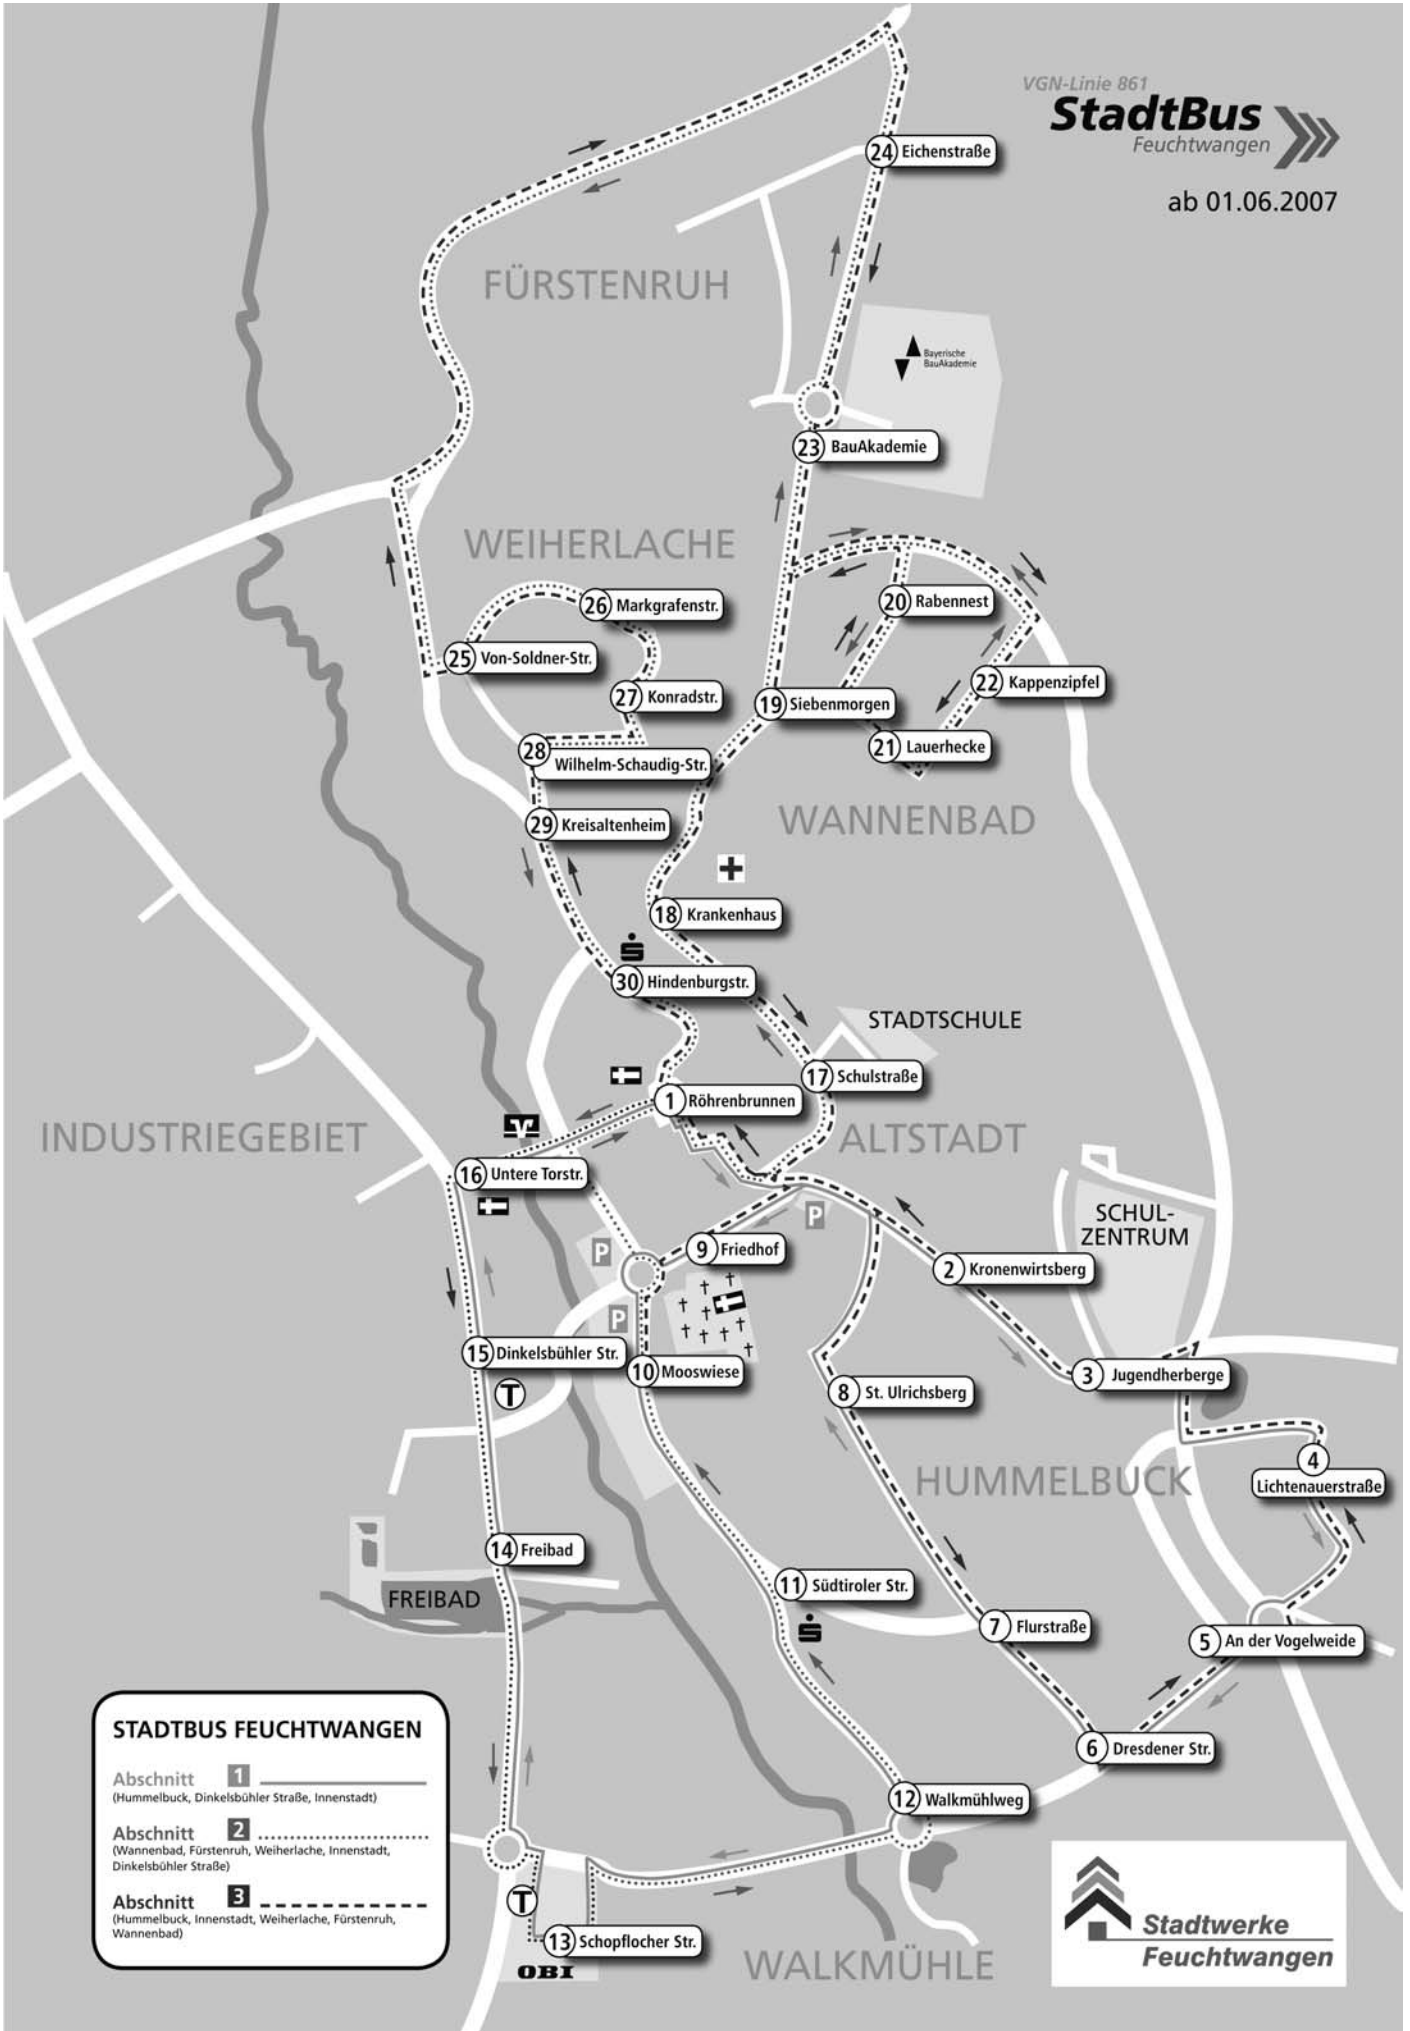 VGN-Linie 861
StadtBus
Feuchtwangen
ab 01.06.2007
24 Eichenstraße
FÜRSTENRUH
Bayerische
BauAkademie
23 BauAkademie
WEIHERLACHE
26 Markgrafenstr.
20 Rabennest
25 Von-Soldner-Str.
27 Konradstr.
22 Kappenzipfel
19 Siebenmorgen
28
Wilhelm-Schaudig-Str.
21 Lauerhecke
29 Kreisaltenheim
WANNENBAD
18 Krankenhaus
30 Hindenburgstr.
STADTSCHULE
17 Schulstraße
1 Röhrenbrunnen
INDUSTRIEGEBIET
ALTSTADT
16 Untere Torstr.
P
SCHUL-
ZENTRUM
P
9 Friedhof
2 Kronenwirtsberg
P
15 Dinkelsbühler Str.
10 Mooswiese
3 Jugendherberge
T
8 St. Ulrichsberg
HUMMELBUCK
4
Lichtenauerstraße
14 Freibad
11 Südtiroler Str.
FREIBAD
7 Flurstraße
5 An der Vogelweide
6 Dresdener Str.
12 Walkmühlweg
STADTBUS FEUCHTWANGEN
Abschnitt 1
(Hummelbuck, Dinkelsbühler Straße, Innenstadt)
Abschnitt 2
(Wannenbad, Fürstenruh, Weiherlache, Innenstadt,
Dinkelsbühler Straße)
Abschnitt 3
(Hummelbuck, Innenstadt, Weiherlache, Fürstenruh,
Wannenbad)
T
13 Schopflocher Str.
OBI
WALKMÜHLE
Stadtwerke
Feuchtwangen